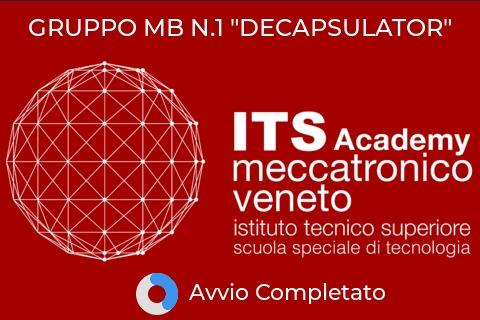 GRUPPO MB N.1 "DECAPSULATOR"
ITS Academy
meccatronico
veneto
istituto tecnico superiore
scuola speciale di tecnologia
Avvio Completato